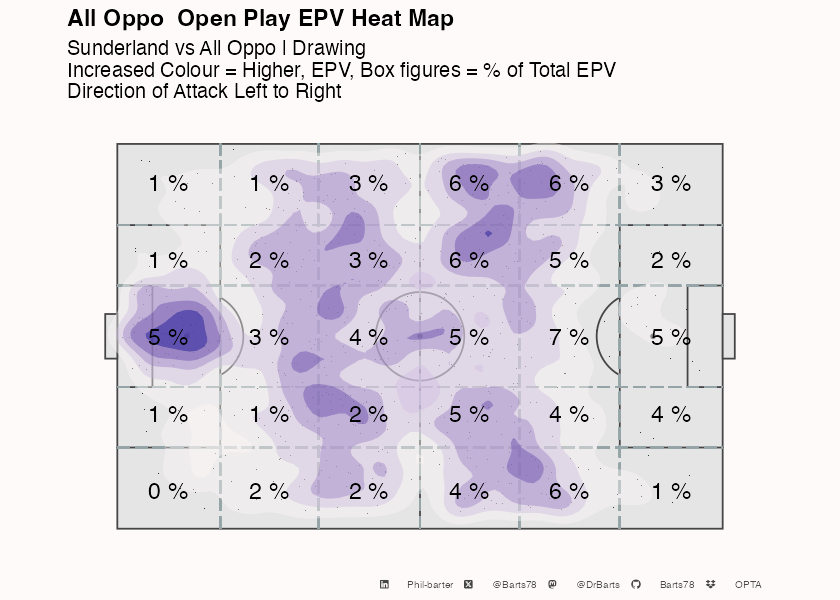 All Oppo  Open Play EPV Heat Map
Sunderland vs All Oppo | Drawing
Increased Colour = Higher, EPV, Box figures = % of Total EPV
Direction of Attack Left to Right
1 % 1 % 3 % 6 % 6 % 3 %
1 % 2 % 3 % 6 % 5 % 2 %
5 % 3 % 4 % 5 % 7 % 5 %
1 % 1 % 2 % 5 % 4 % 4 %
0 % 2 % 2 % 4 % 6 % 1 %
Phil-barter @Barts78 @DrBarts Barts78 OPTA